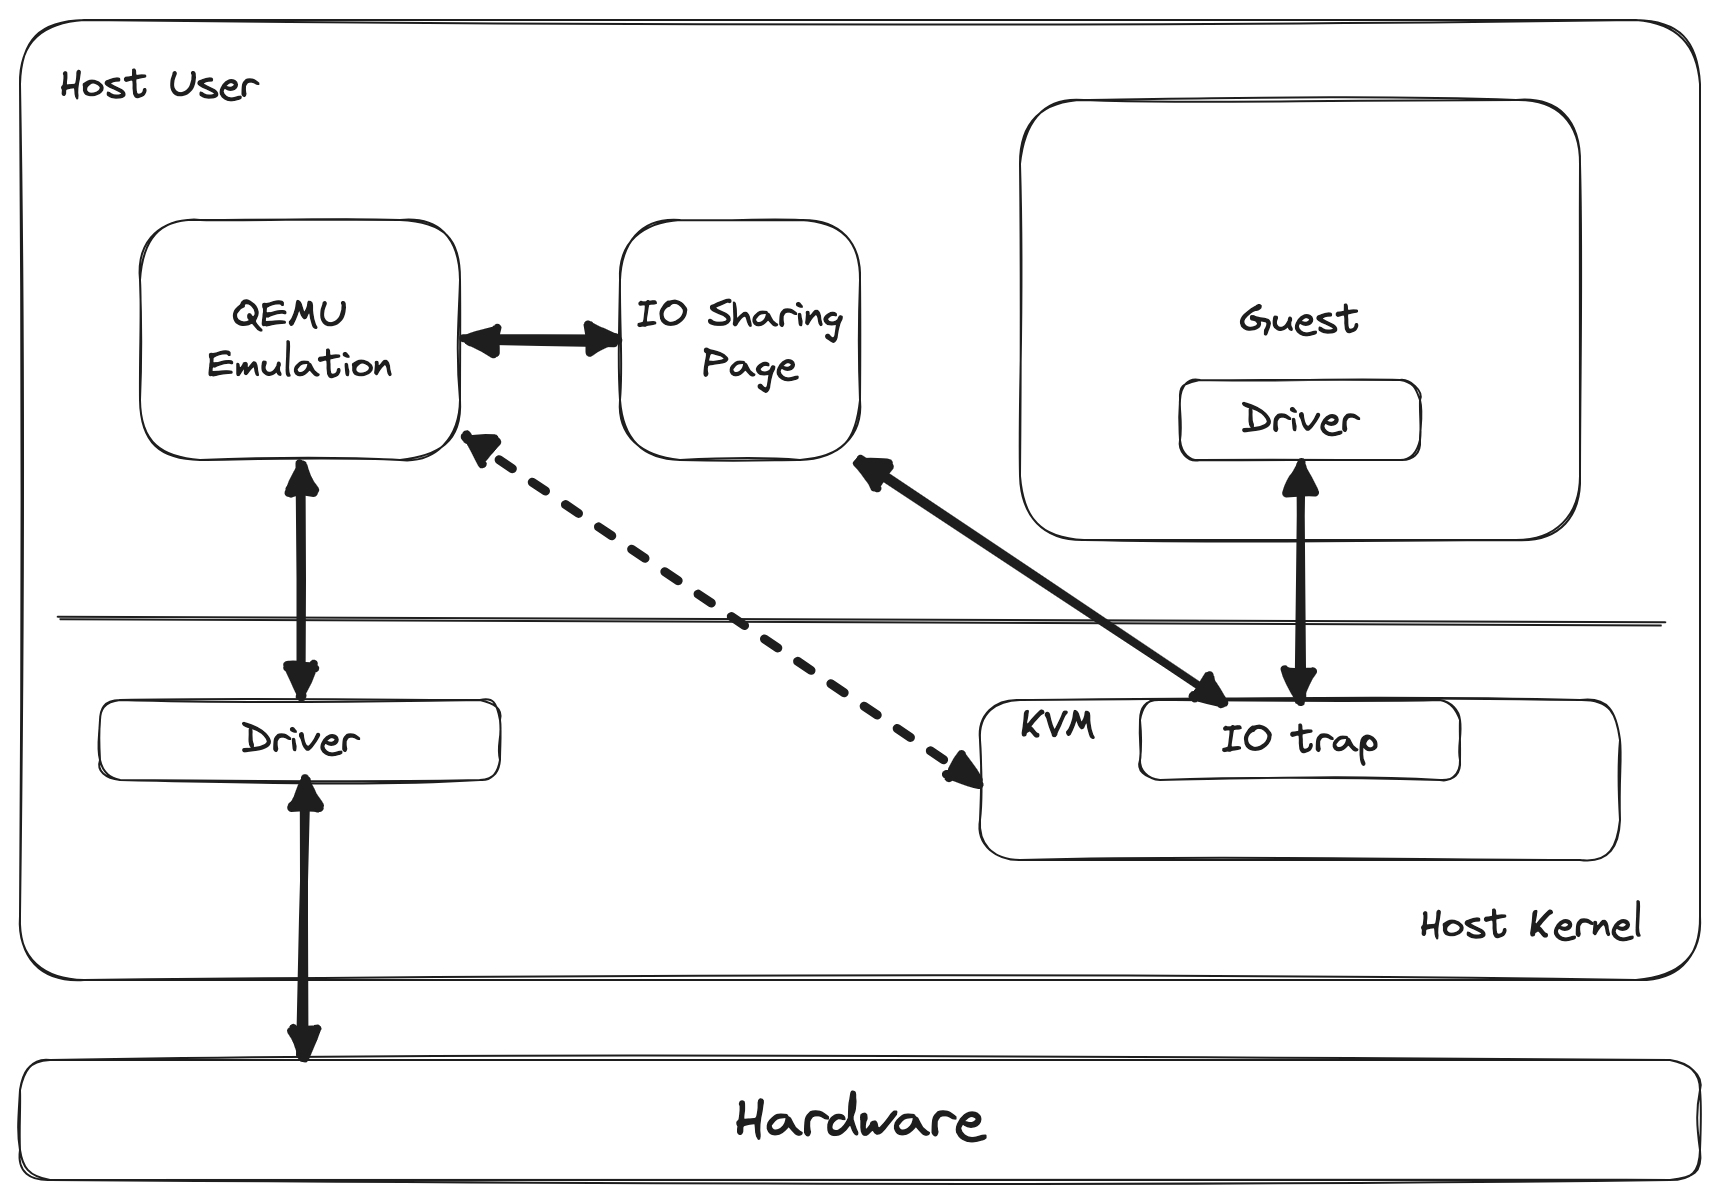 Host User
QEMU
Emulation
IO Sharing
Page
Guest
Driver
Driver
KVM
IO trap
Host Kernel
Hardware